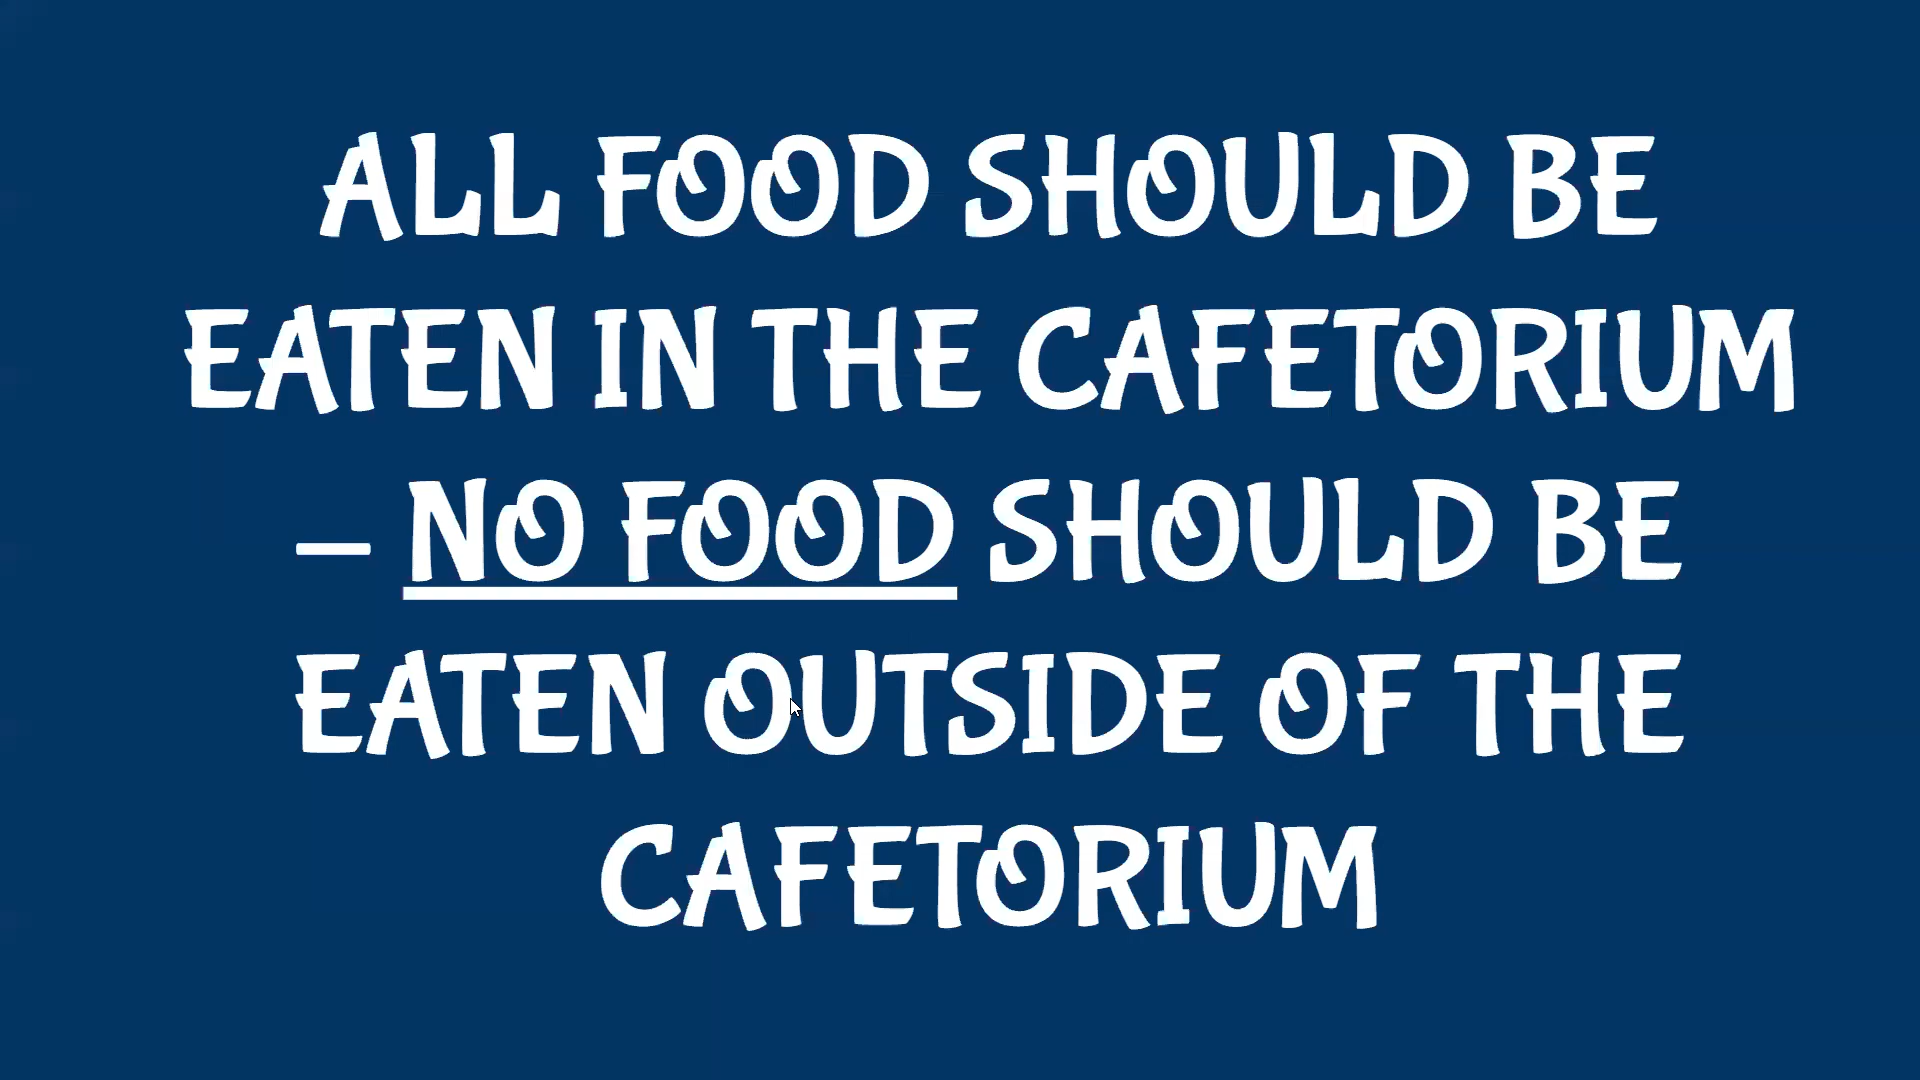 ALL FOOD SHOULD BE
EATEN IN THE CAFETORIUM
– NO FOOD SHOULD BE
EATEN OUTSIDE OF THE
CAFETORIUM